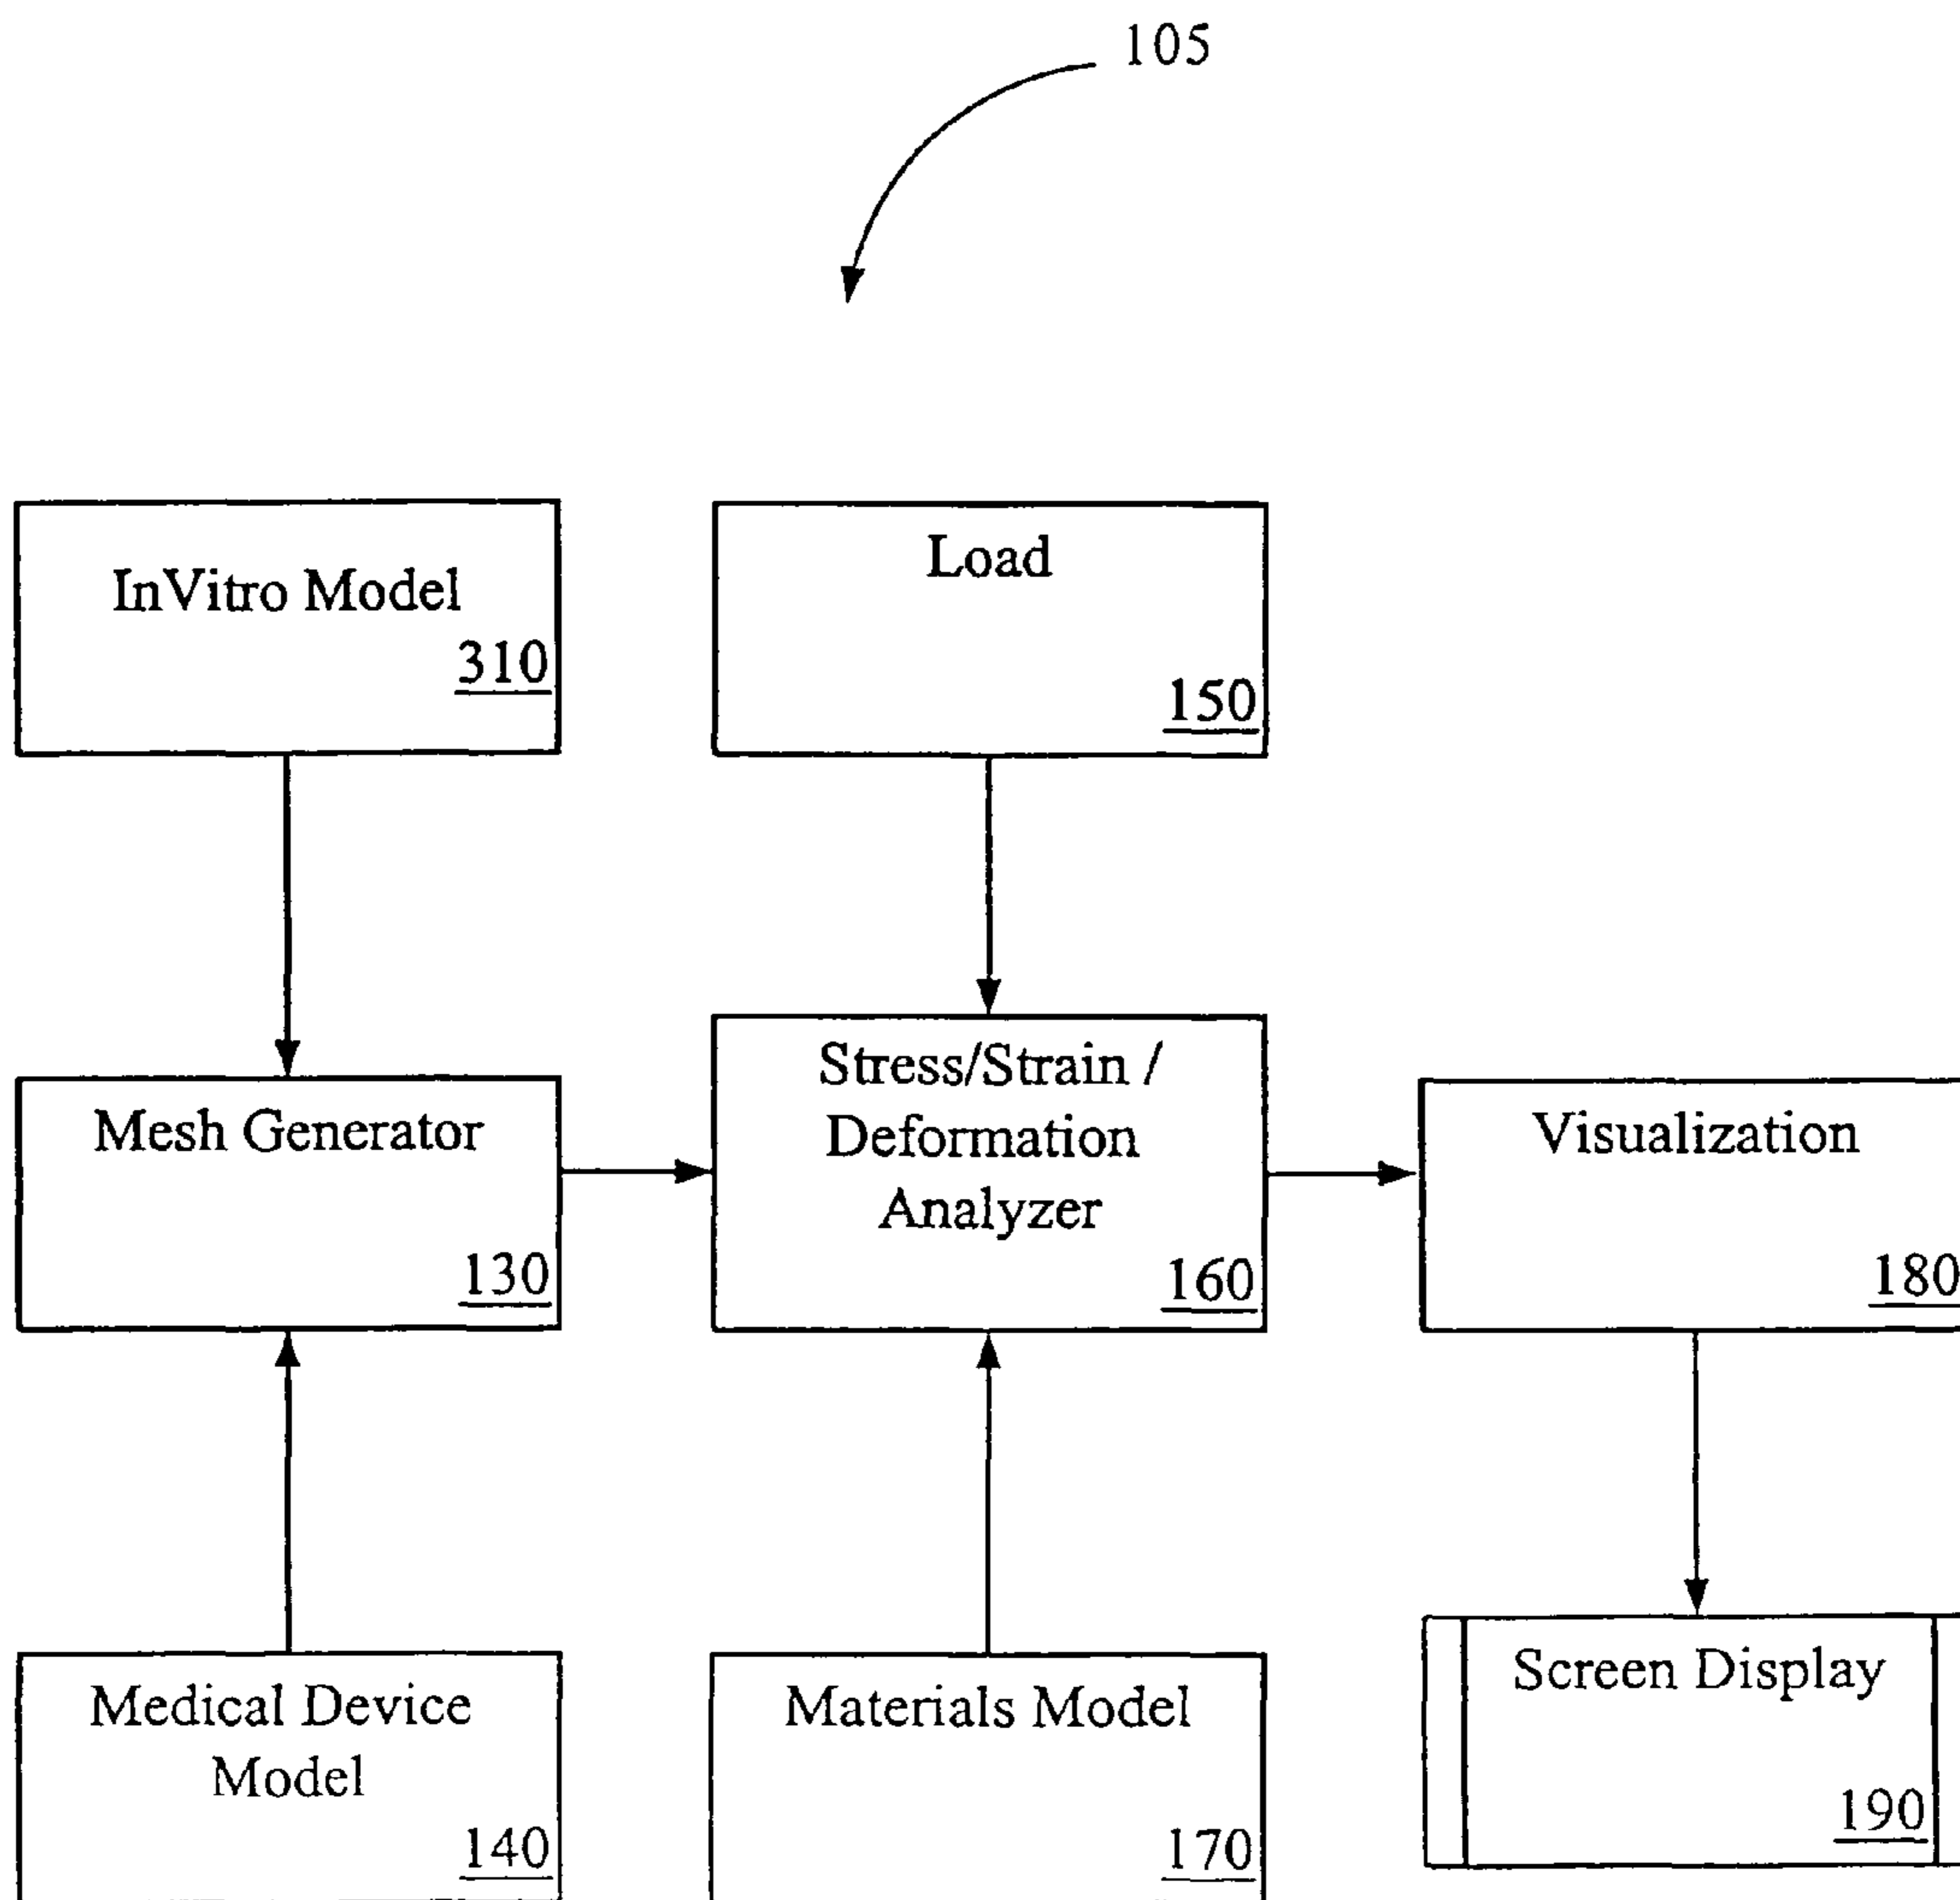 105
InVitro Model
310
Load
150
Mesh Generator
130
Stress/Strain /
Deformation
Analyzer
160
Visualization
180
Medical Device
Model
140
Materials Model
170
Screen Display
190